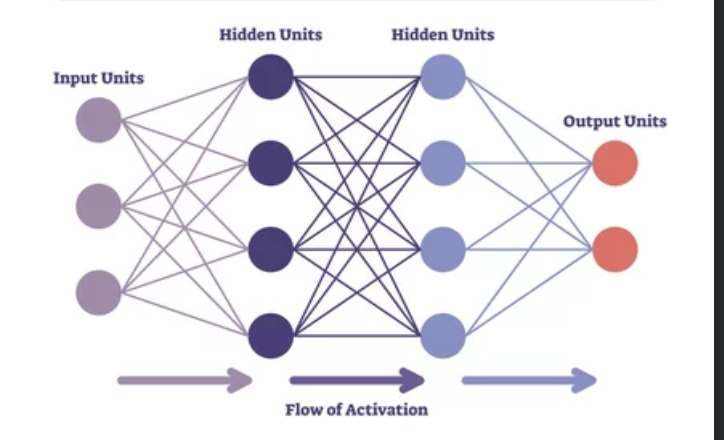 Hidden Units
Hidden Units
Input Units
Output Units
Flow of Activation